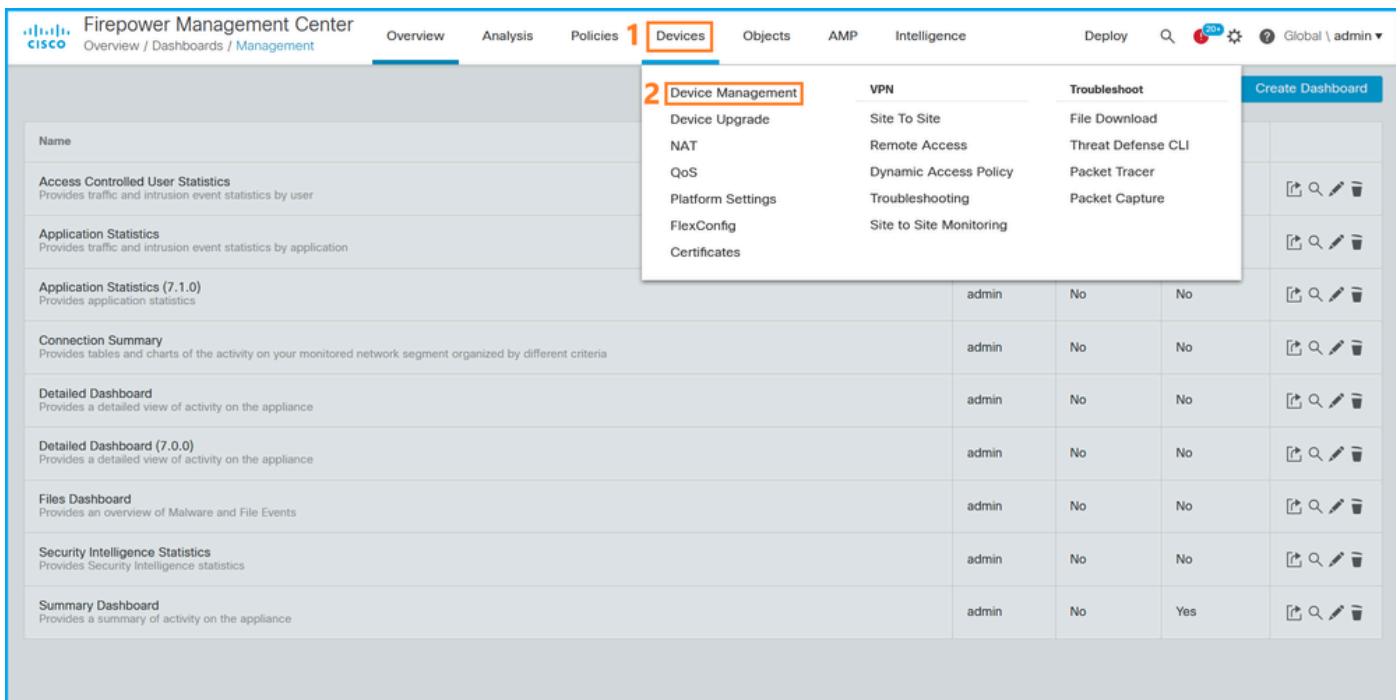 CISCO
Firepower Management Center
Overview / Dashboards / Management
Overview
Analysis
Policies
1
Devices
Objects
AMP
Intelligence
Deploy
20+
Global \ admin
2
Device Management
Device Upgrade
NAT
QoS
Platform Settings
FlexConfig
Certificates
VPN
Site To Site
Remote Access
Dynamic Access Policy
Troubleshooting
Site to Site Monitoring
Troubleshoot
File Download
Threat Defense CLI
Packet Tracer
Packet Capture
Create Dashboard
Name
Access Controlled User Statistics
Provides traffic and intrusion event statistics by user
Application Statistics
Provides traffic and intrusion event statistics by application
Application Statistics (7.1.0)
Provides application statistics
admin No No
Connection Summary
Provides tables and charts of the activity on your monitored network segment organized by different criteria
admin No No
Detailed Dashboard
Provides a detailed view of activity on the appliance
admin No No
Detailed Dashboard (7.0.0)
Provides a detailed view of activity on the appliance
admin No No
Files Dashboard
Provides an overview of Malware and File Events
admin No No
Security Intelligence Statistics
Provides Security Intelligence statistics
admin No No
Summary Dashboard
Provides a summary of activity on the appliance
admin No Yes